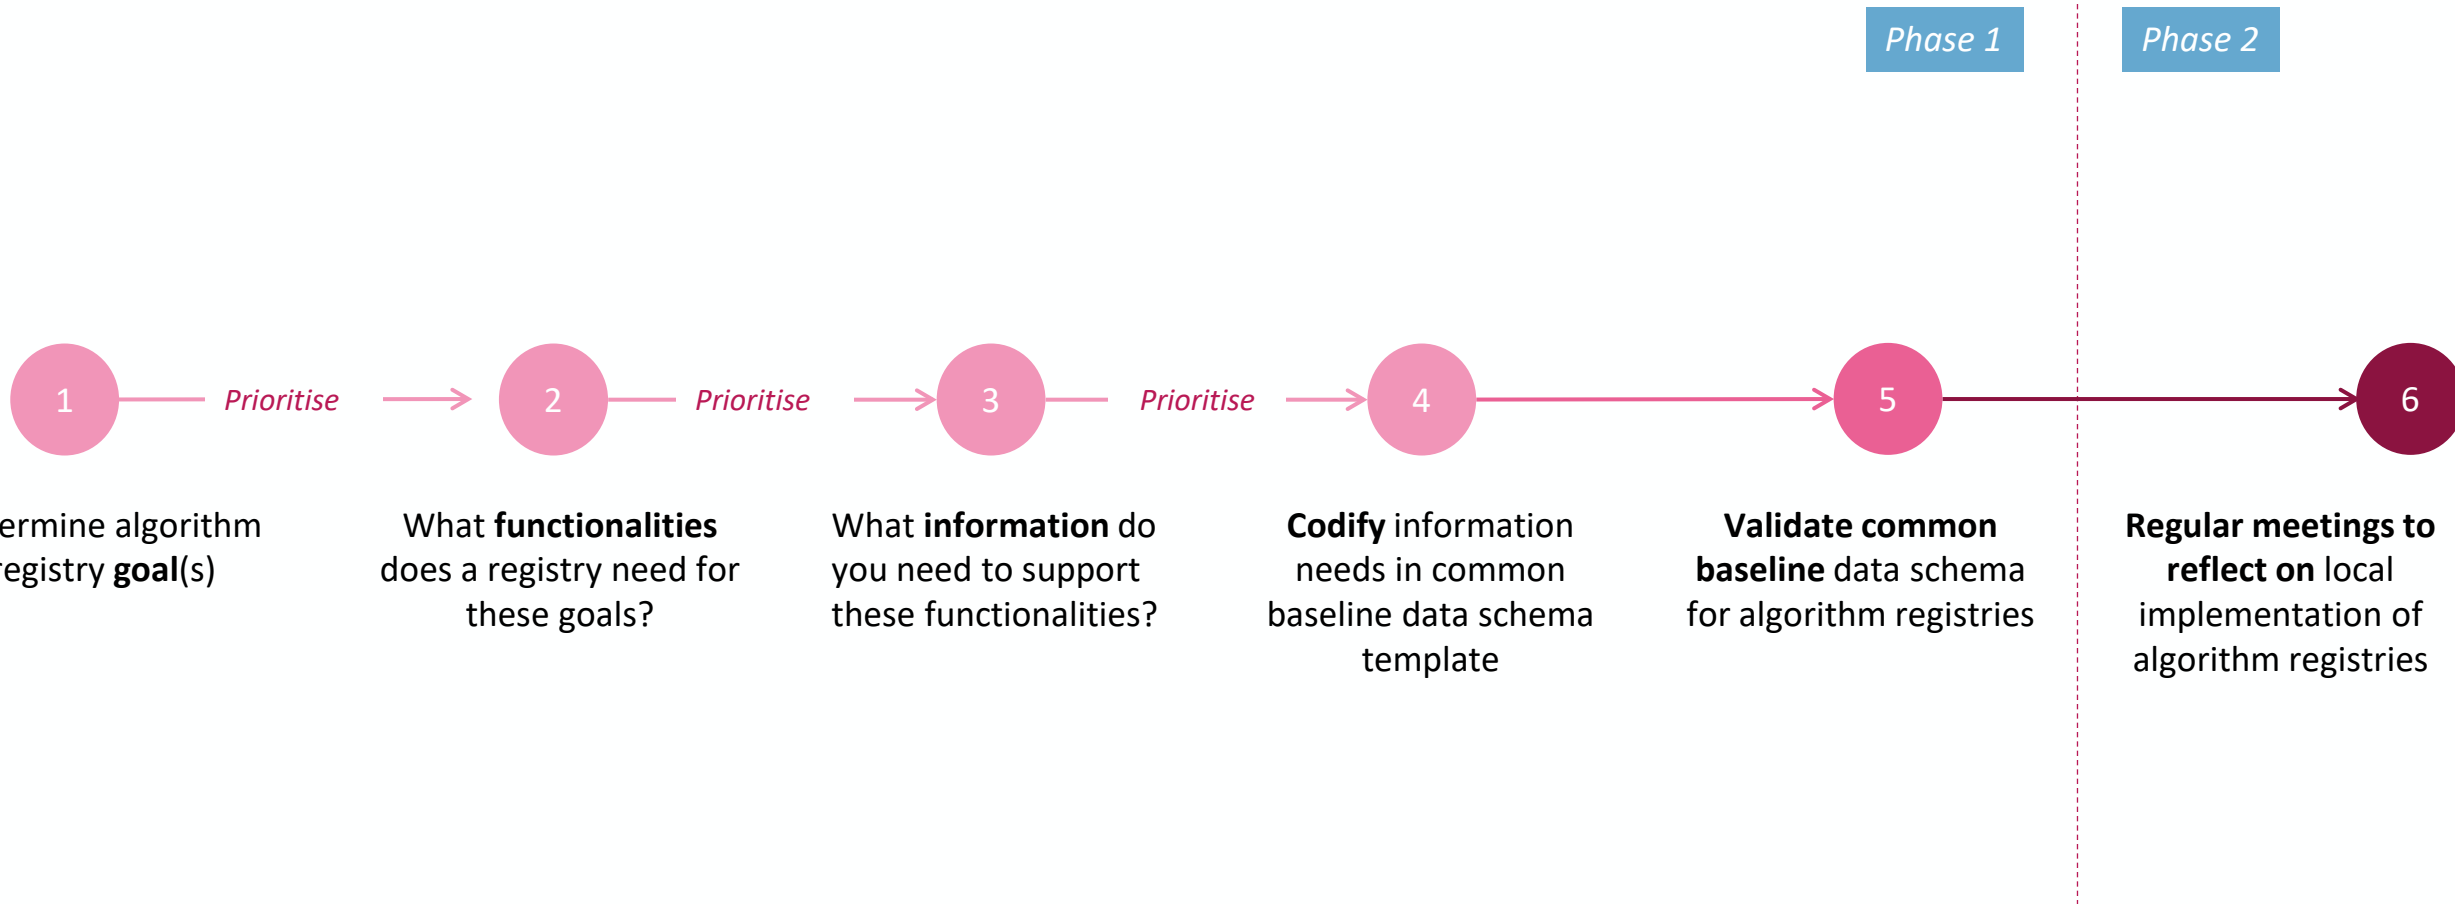 Phase 1
Phase 2
1
Prioritise
2
Prioritise
3
Prioritise
4
5
6
ermine algorithm
registry goal(s)
What functionalities
does a registry need for
these goals?
What information do
you need to support
these functionalities?
Codify information
needs in common
baseline data schema
template
Validate common
baseline data schema
for algorithm registries
Regular meetings to
reflect on local
implementation of
algorithm registries